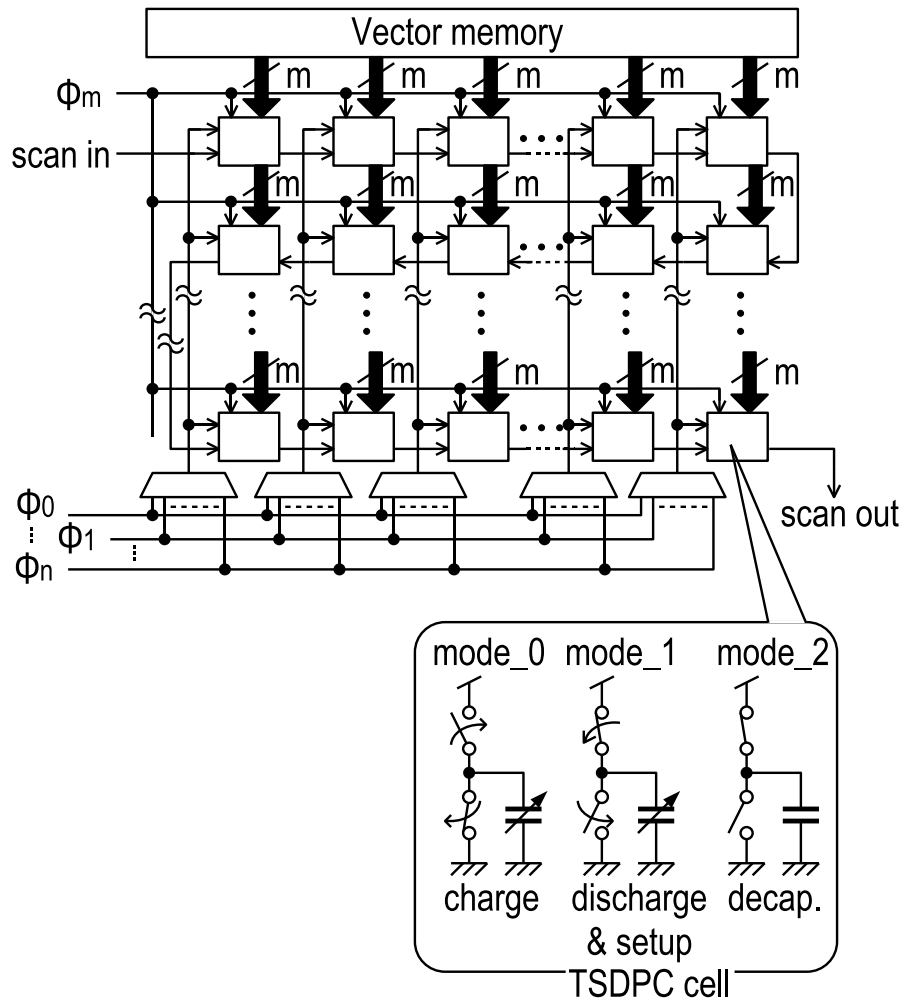 Vector memory
m m m m m
Φm
scan in
m m m m m
m m m m m
Φ0
Φ1
Φn
scan out
mode_0 mode_1 mode_2
charge discharge decap.
& setup
TSDPC cell